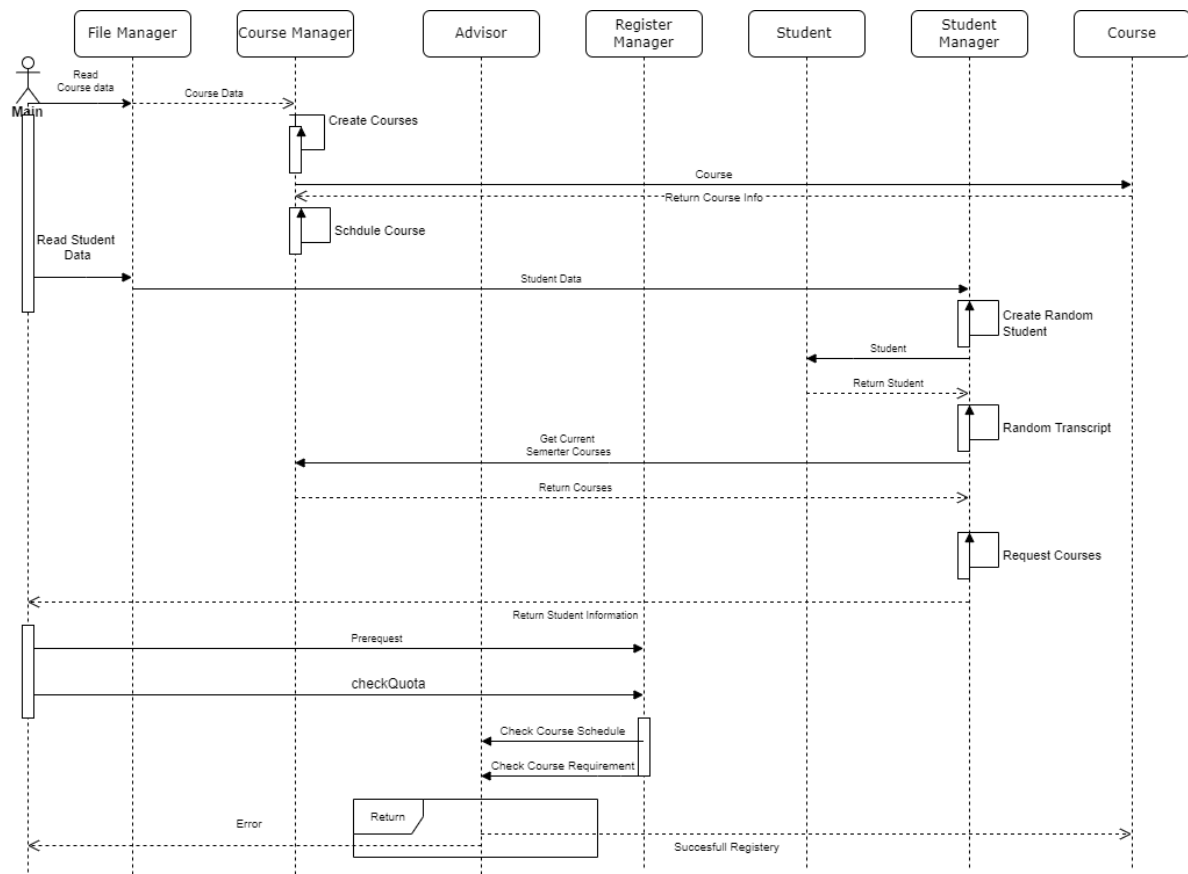 File Manager
Course Manager
Advisor
Register
Manager
Student
Student
Manager
Course
Read
Course data
Main
Course Data
Create Courses
Course
Return Course Info
Schdule Course
Read Student
Data
Student Data
Create Random
Student
Student
Return Student
Random Transcript
Get Current
Semerter Courses
Return Courses
Request Courses
Return Student Information
Prerequest
checkQuota
Check Course Schedule
Check Course Requirement
Return
Error
Succesfull Registery